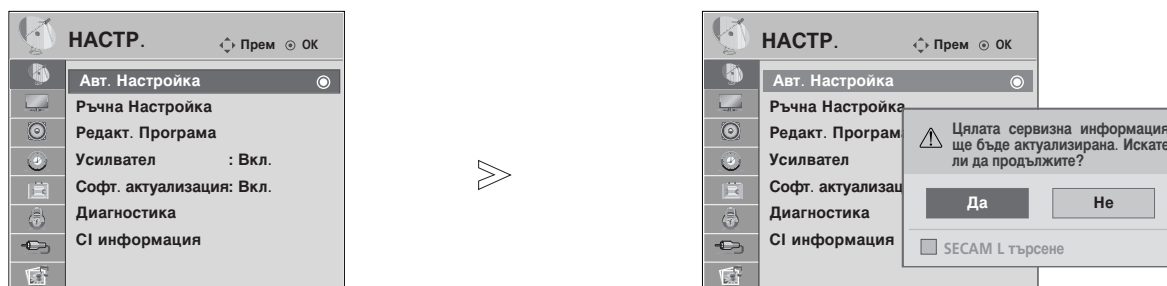 НАСТР.
Прем OK
Авт. Настройка
Ръчна Настройка
Редакт. Програма
Усилвател : Вкл.
Софт. актуализация: Вкл.
Диагностика
CI информация
НАСТР.
Прем OK
Авт. Настройка
Ръчна Настройка
Редакт. Програм
Усилвател
Софт. актуализац
Диагностика
CI информация
Цялата сервизна информация
ще бъде актуализирана. Искате
ли да продължите?
Да Не
SECAM L търсене